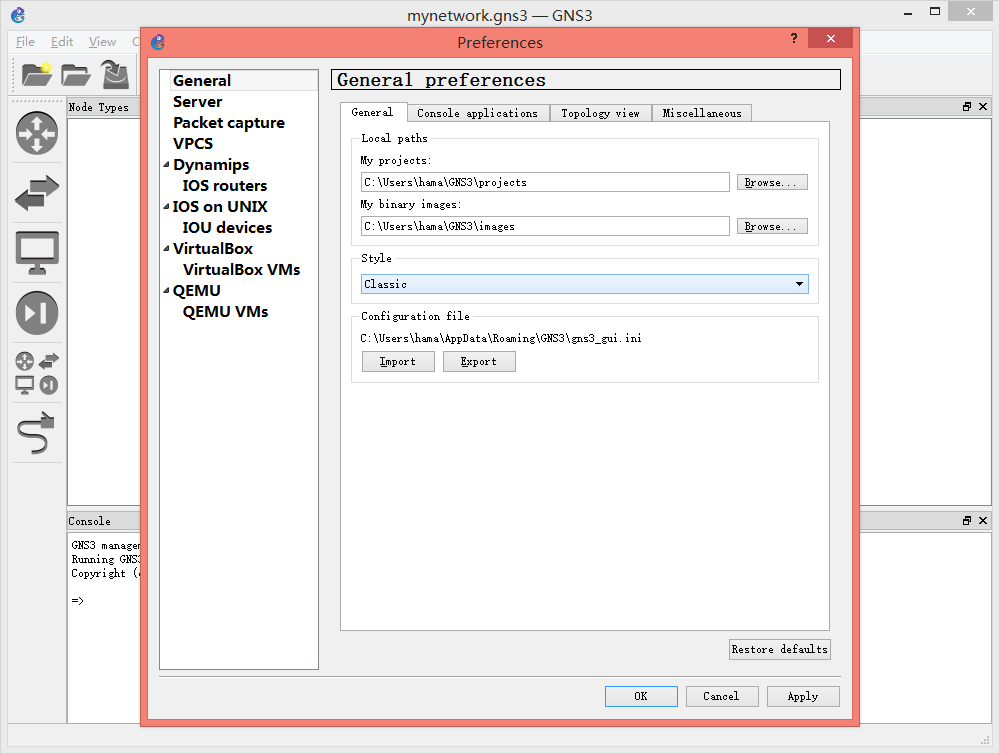 mynetwork.gns3 — GNS3
File Edit View
Preferences
?
Node Types
General
Server
Packet capture
VPCS
Dynamips
IOS routers
IOS on UNIX
IOU devices
VirtualBox
VirtualBox VMs
QEMU
QEMU VMs
General preferences
General Console applications Topology view Miscellaneous
Local paths
My projects:
C:\Users\hama\GNS3\projects Browse...
My binary images:
C:\Users\hama\GNS3\images Browse...
Style
Classic
Configuration file
C:\Users\hama\AppData\Roaming\GNS3\gns3_gui.ini
Import Export
Restore defaults
OK Cancel Apply
Console
GNS3 managem
Running GNS3
Copyright (c
=>